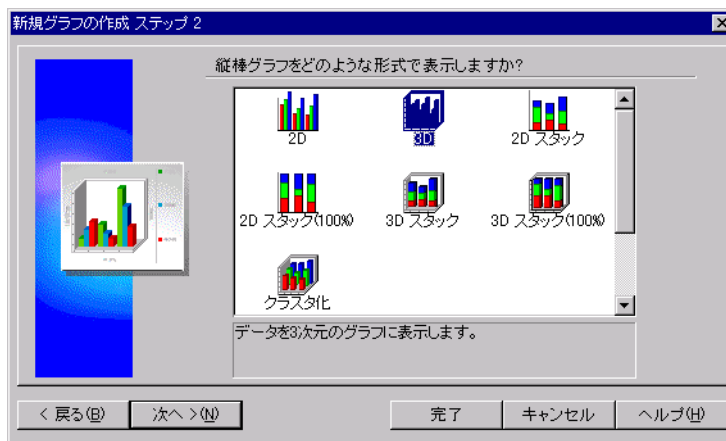 新規グラフの作成 ステップ 2
縦棒グラフをどのような形式で表示しますか?
2D
3D
2D スタック
2D スタック(100%)
3D スタック
3D スタック(100%)
クラスタ化
データを3次元のグラフに表示します。
< 戻る(B)
次へ >(N)
完了
キャンセル
ヘルプ(H)